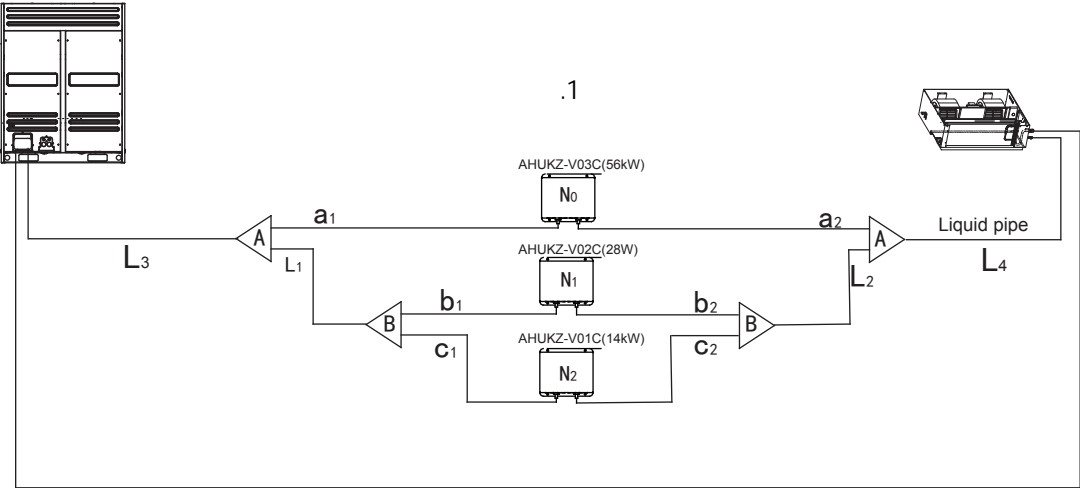 .1
AHUKZ-V03C(56kW)
N0
a1
a2
A
A
Liquid pipe
L3
L1
AHUKZ-V02C(28W)
N1
L2
L4
b1
b2
B
B
AHUKZ-V01C(14kW)
c1
c2
N2